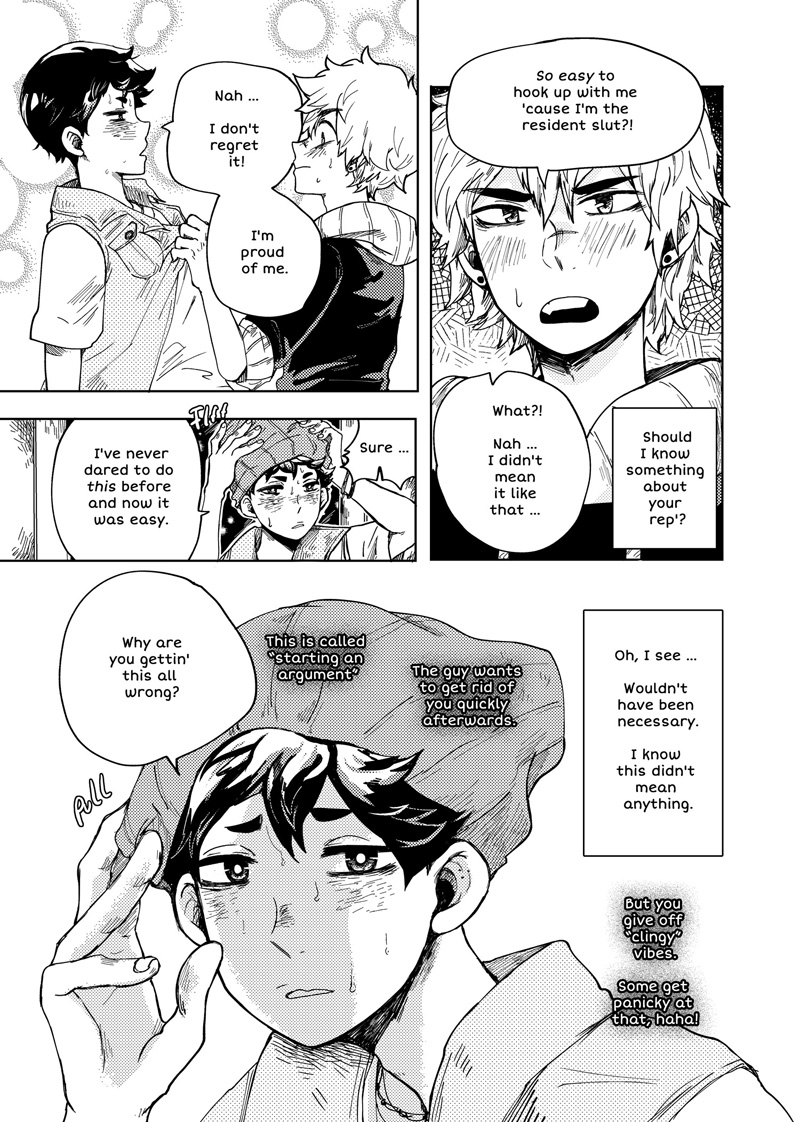 Nah ...
I don't
regret
it!
I'm
proud
of me.
So easy to
hook up with me
'cause I'm the
resident slut?!
What?!
Nah ...
I didn't
mean
it like
that ...
Should
I know
something
about
your
rep'?
I've never
dared to do
this before
and now it
was easy.
Sure ...
Why are
you gettin'
this all
wrong?
This is called
"starting an
argument"
The guy wants
to get rid of
you quickly
afterwards.
Oh, I see ...
Wouldn't
have been
necessary.
I know
this didn't
mean
anything.
PULL
But you
give off
"clingy"
vibes.
Some get
panicky at
that, haha!